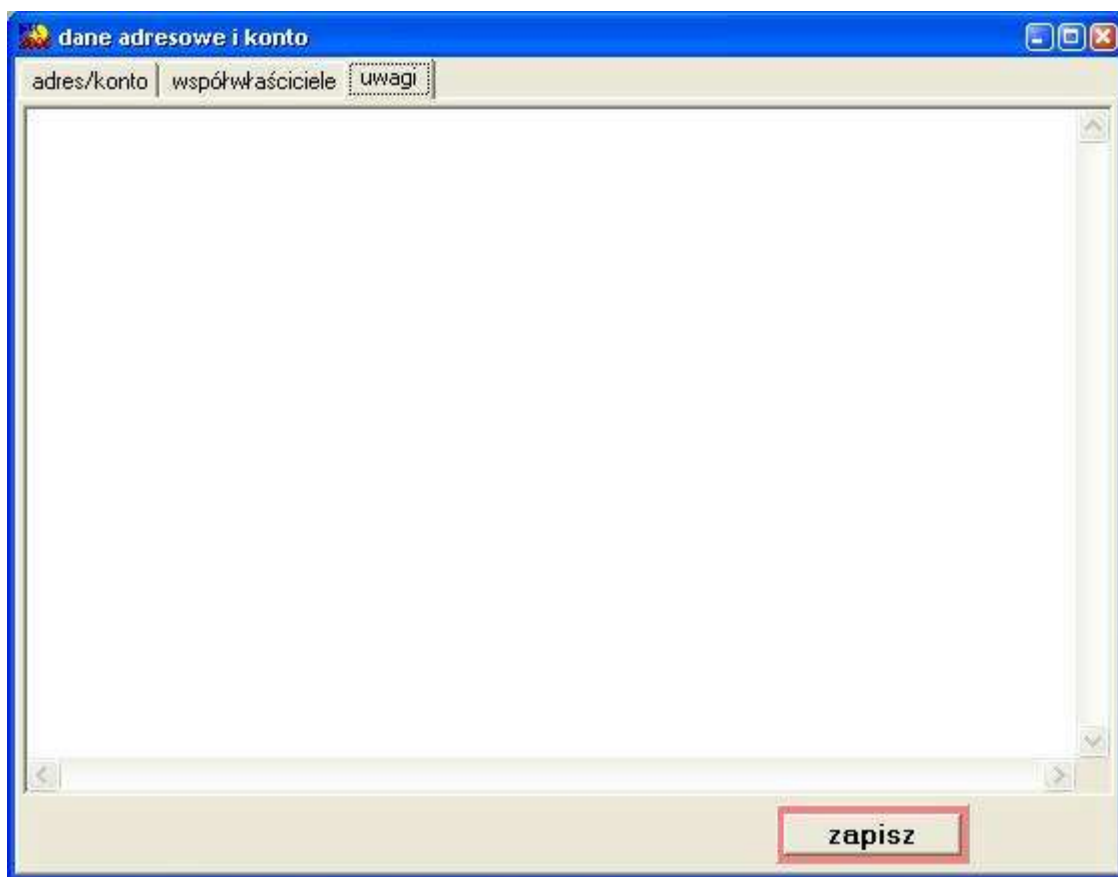 dane adresowe i konto
adres/konto współwłaściciele uwagi
zapisz